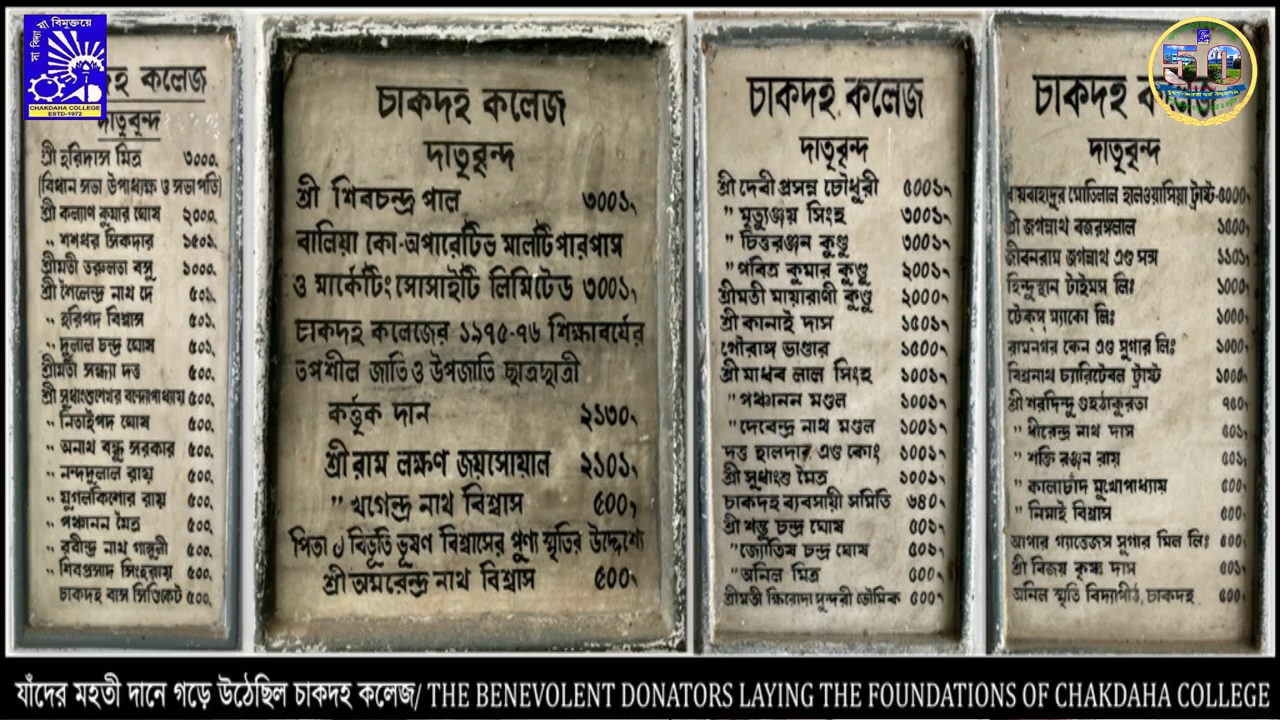 সা বিদ্যা যা বিমুক্তয়ে
CHAKDAHA COLLEGE
ESTD-1972
দহ কলেজ
দাতৃবৃন্দ
শ্রী হরিদাস মিত্র ৩০০০৲
(বিধান সভা উপাধ্যক্ষ ও সভাপতি)
শ্রী কল্যাণ কুমার ঘোষ ২০০০৲
" শশধর সিকদার ১৫০১৲
শ্রীমতী তরুলতা বসু ১০০০৲
শ্রী শৈলেন্দ্র নাথ দে ৫০১৲
" হরিপদ বিশ্বাস ৫০১৲
" দুলাল চন্দ্র ঘোষ ৫০১৲
শ্রীমতী সন্ধ্যা দত্ত ৫০০৲
শ্রী সুধাংশুশেখর বন্দ্যোপাধ্যায় ৫০০৲
" নিতাইপদ ঘোষ ৫০০৲
" অনাথ বন্ধু সরকার ৫০০৲
" নন্দদুলাল রায় ৫০০৲
" যুগলকিশোর রায় ৫০০৲
" পঞ্চানন মৈত্র ৫০০৲
" রবীন্দ্র নাথ গাঙ্গুলী ৫০০৲
" শিবপ্রসাদ সিংহরায় ৫০০৲
চাকদহ বাস সিণ্ডিকেট ৫০০৲
চাকদহ কলেজ
দাতৃবৃন্দ
শ্রী শিবচন্দ্র পাল ৩০০১৲
বালিয়া কো-অপারেটিভ মালটিপারপাস
ও মার্কেটিং সোসাইটি লিমিটেড ৩০০১৲
চাকদহ কলেজের ১৯৭৫-৭৬ শিক্ষাবর্ষের
তপশীল জাতি ও উপজাতি ছাত্রছাত্রী
কর্ত্তৃক দান ২১৩০৲
শ্রী রাম লক্ষণ জয়সোয়াল ২১০১৲
" খগেন্দ্র নাথ বিশ্বাস ৫০০৲
পিতা ৺ বিভূতি ভূষণ বিশ্বাসের পুণ্য স্মৃতির উদ্দেশ্যে
শ্রী অমরেন্দ্র নাথ বিশ্বাস ৫০০৲
চাকদহ কলেজ
দাতৃবৃন্দ
শ্রী দেবী প্রসন্ন চৌধুরী ৫০০১৲
" মৃত্যুঞ্জয় সিংহ ৩০০১৲
" চিত্তরঞ্জন কুণ্ডু ৩০০১৲
" পবিত্র কুমার কুণ্ডু ২০০১৲
শ্রীমতী মায়ারাণী কুণ্ডু ২০০০৲
শ্রী কানাই দাস ১৫০১৲
গৌরাঙ্গ ভাণ্ডার ১৫০০৲
শ্রী মাধব লাল সিংহ ১০০১৲
" পঞ্চানন মণ্ডল ১০০১৲
" দেবেন্দ্র নাথ মণ্ডল ১০০১৲
দত্ত হালদার এণ্ড কোং ১০০১৲
শ্রী সুধাংশু মৈত্র ১০০১৲
চাকদহ ব্যবসায়ী সমিতি ৬৪০৲
শ্রী শম্ভু চন্দ্র ঘোষ ৫০১৲
" জ্যোতিষ চন্দ্র ঘোষ ৫০১৲
" অনিল মিত্র ৫০০৲
শ্রীমতী ক্ষিরোদাসুন্দরী ভৌমিক ৫০০৲
চাকদহ
50
দাতৃবৃন্দ
য়বাহাদুর মোতিলাল হালওয়াসিয়া ট্রাস্ট-৫০০০৲
শ্রী জগন্নাথ বজরঙ্গলাল ১৫০০৲
জীবনরাম জগন্নাথ এণ্ড সন্স ১১০১৲
হিন্দুস্থান টাইমস লিঃ ১০০০৲
টেকস্ ম্যাকো লিঃ ১০০০৲
রামনগর কেন এণ্ড সুগার লিঃ ১০০০৲
বিশ্বনাথ চ্যারিটেবল ট্রাস্ট ১০০০৲
শ্রী শরদিন্দু গুহঠাকুরতা ৭৫০৲
" ধীরেন্দ্র নাথ দাস ৫০১৲
" শক্তি রঞ্জন রায় ৫০১৲
" কালাচাঁদ মুখোপাধ্যায় ৫০০৲
" নিমাই বিশ্বাস ৫০০৲
আপার গ্যাঞ্জেস সুগার মিল লিঃ ৫০০৲
শ্রী বিজয় কৃষ্ণ দাস ৫০১৲
অনিল স্মৃতি বিদ্যাপীঠ, চাকদহ ৫০০৲
যাঁদের মহতী দানে গড়ে উঠেছিল চাকদহ কলেজ/ THE BENEVOLENT DONATORS LAYING THE FOUNDATIONS OF CHAKDAHA COLLEGE